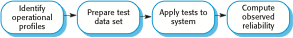 Identify
operational
profiles
Prepare test
data set
Apply tests to
system
Compute
observed
reliability